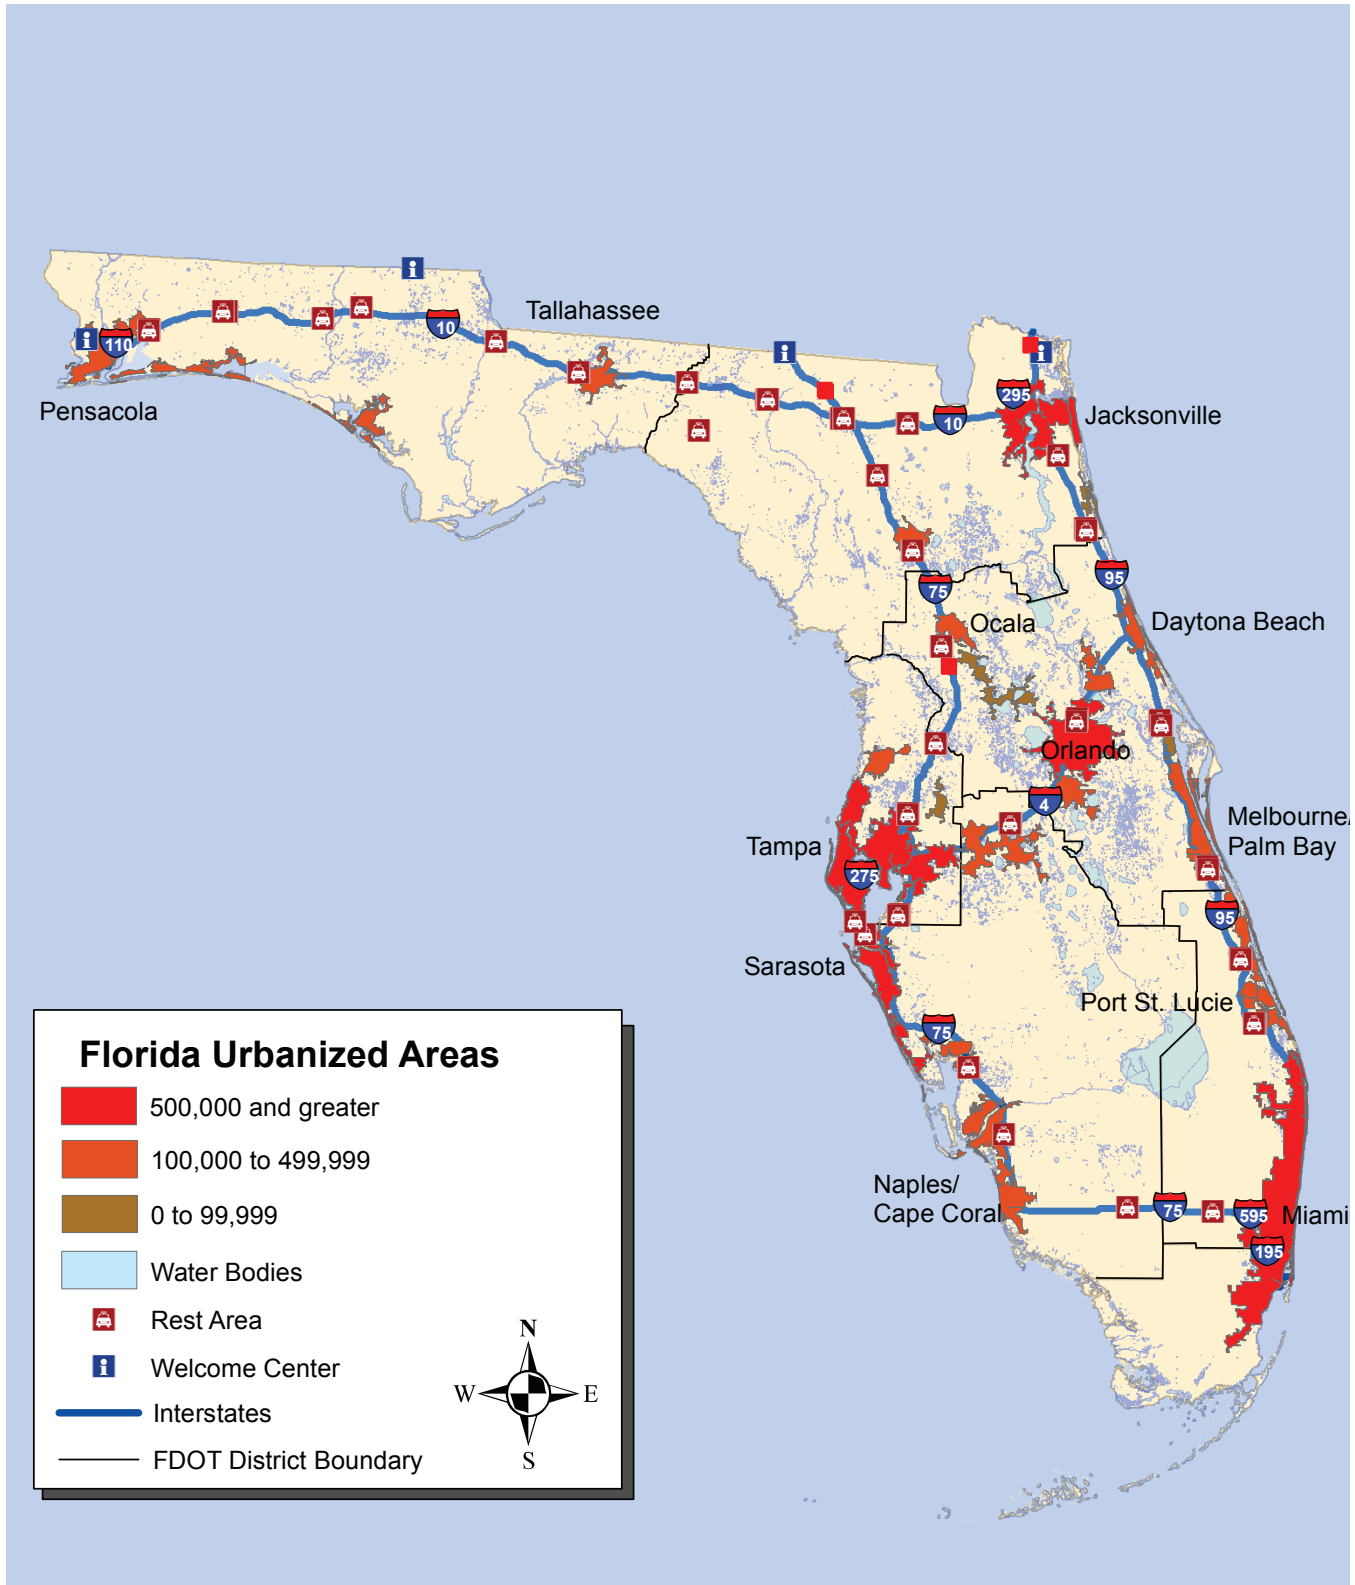 Tallahassee
10
110
Pensacola
295
10
Jacksonville
75
95
Ocala
Daytona Beach
Orlando
4
Tampa
Melbourne/
Palm Bay
275
95
Sarasota
Port St. Lucie
75
Naples/
Cape Coral
75
595
Miami
195
Florida Urbanized Areas
500,000 and greater
100,000 to 499,999
0 to 99,999
Water Bodies
Rest Area
i Welcome Center
Interstates
FDOT District Boundary
N
W
E
S
i
i
i
i